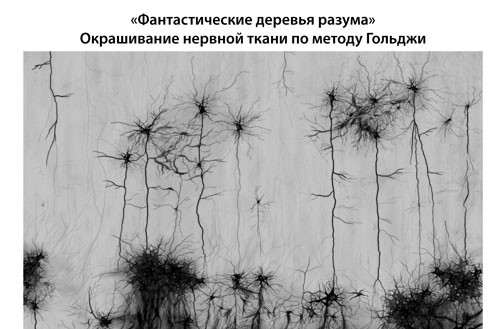 «Фантастические деревья разума»
Окрашивание нервной ткани по методу Гольджи